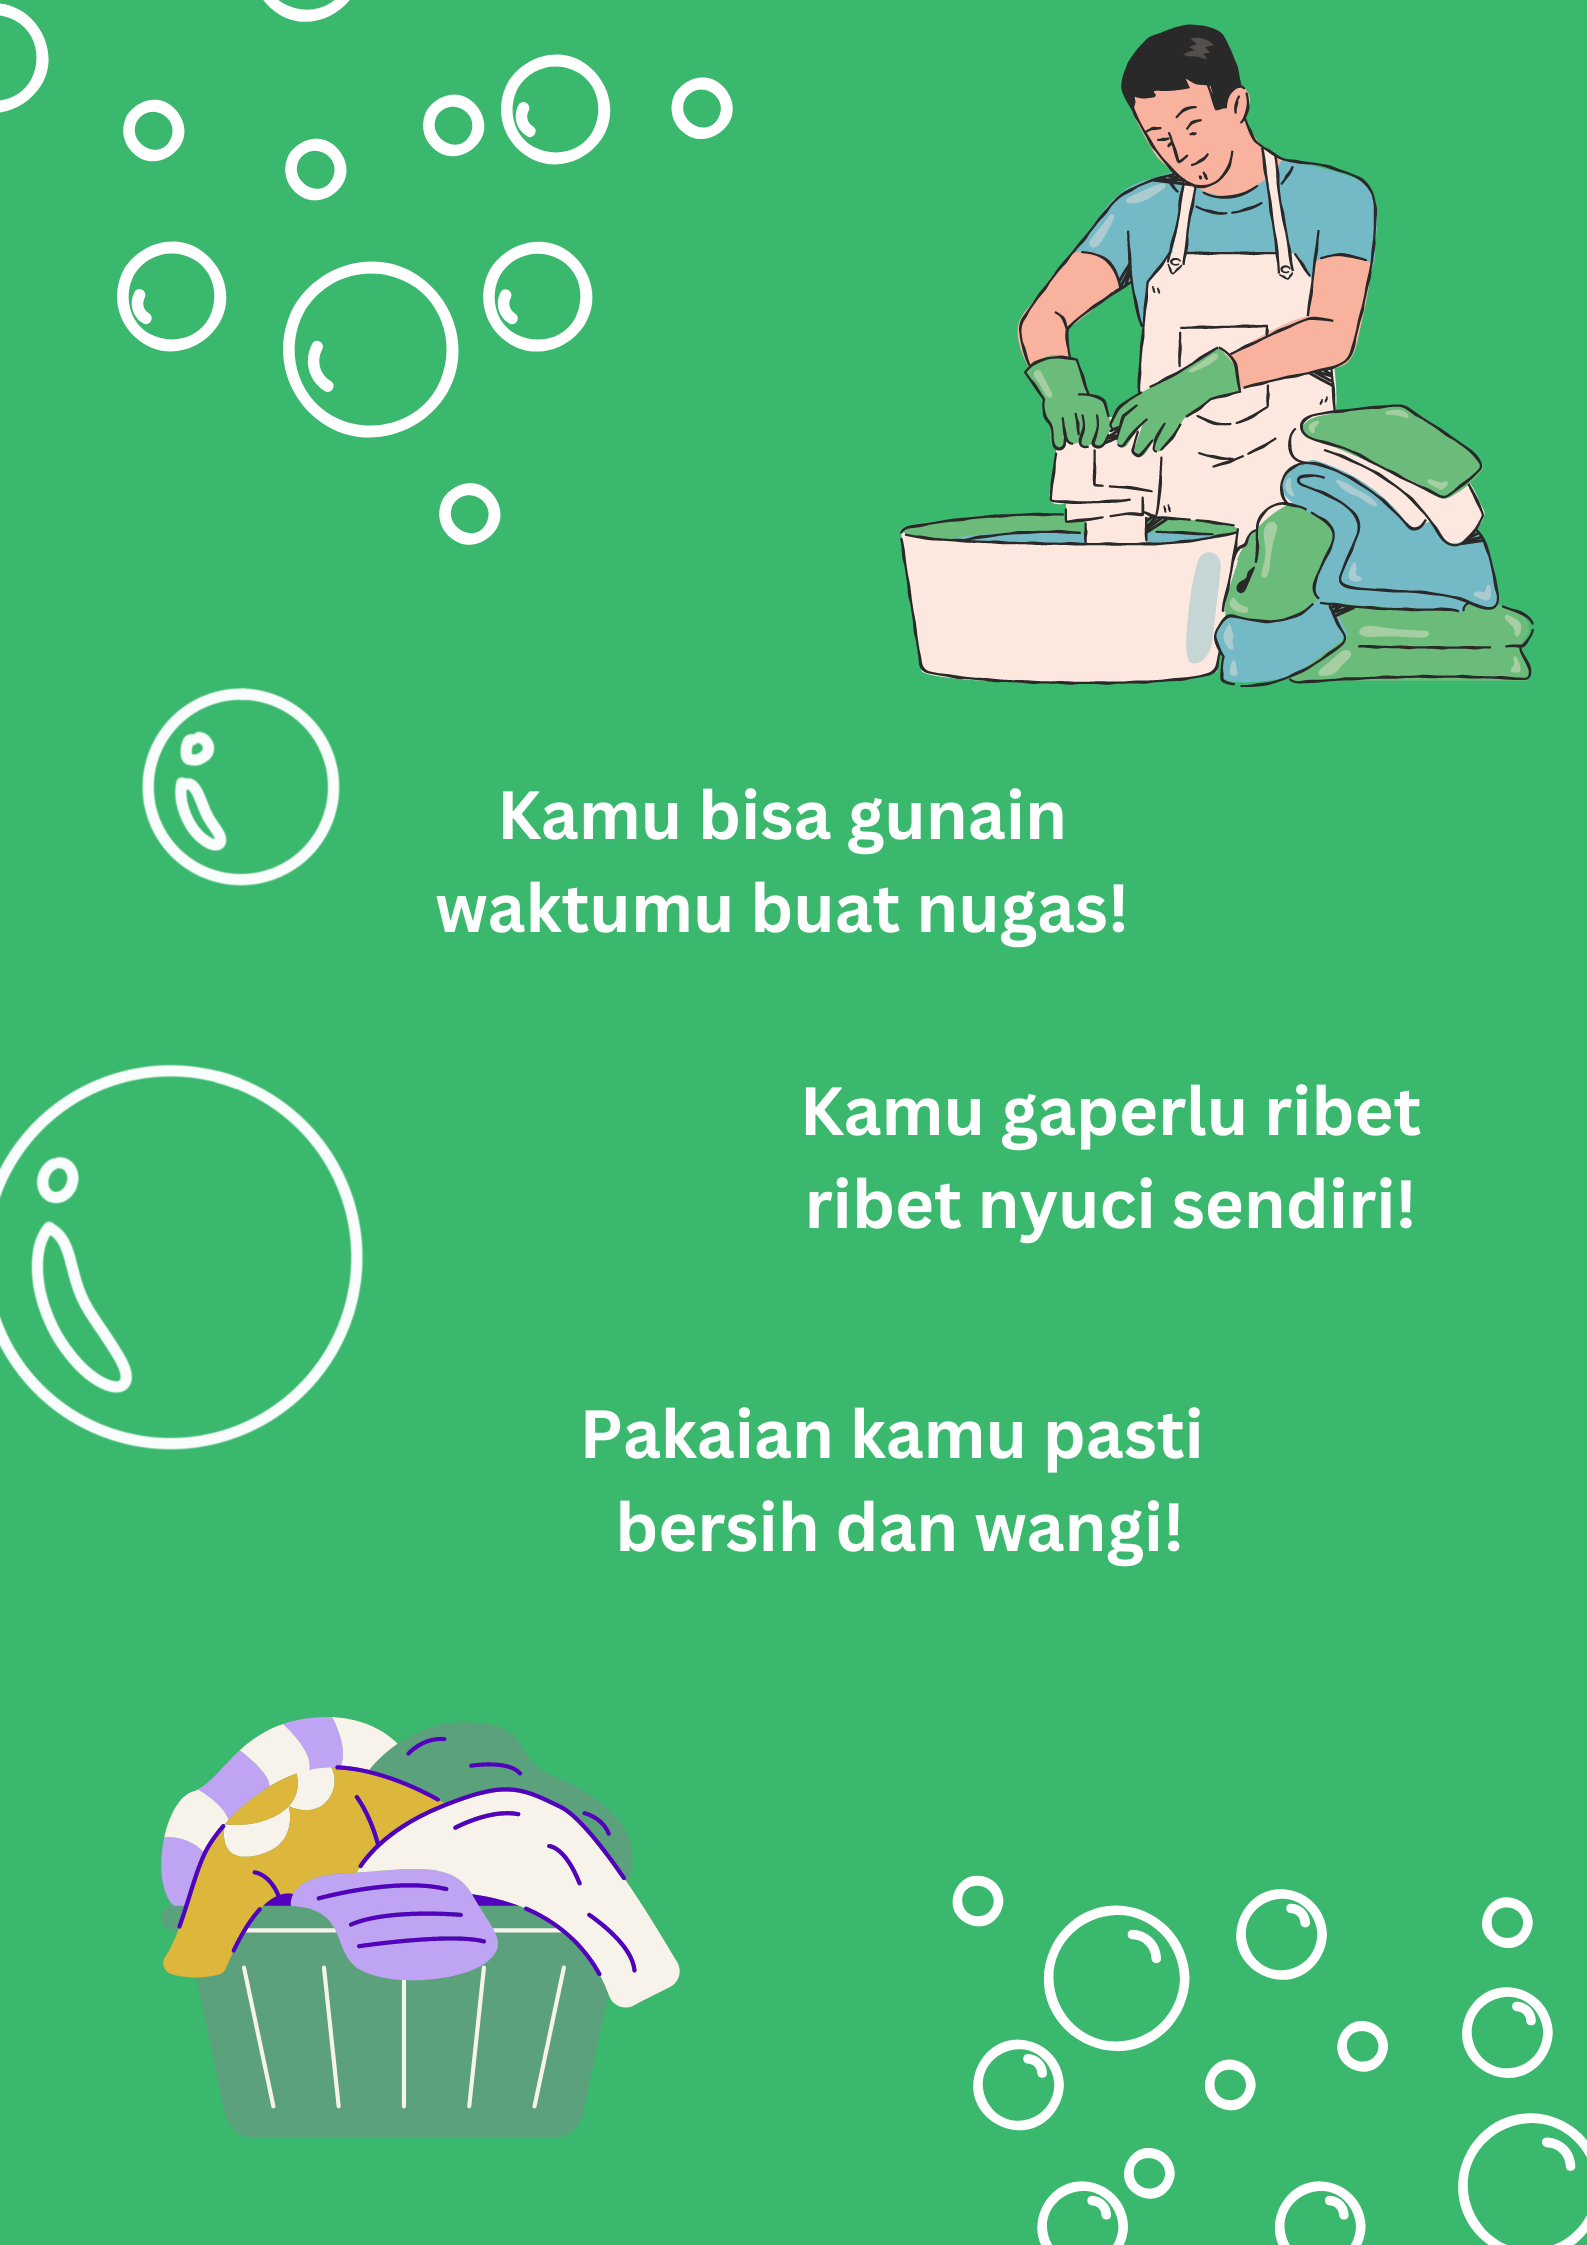 Kamu bisa gunain
waktumu buat nugas!
Kamu gaperlu ribet
ribet nyuci sendiri!
Pakaian kamu pasti
bersih dan wangi!